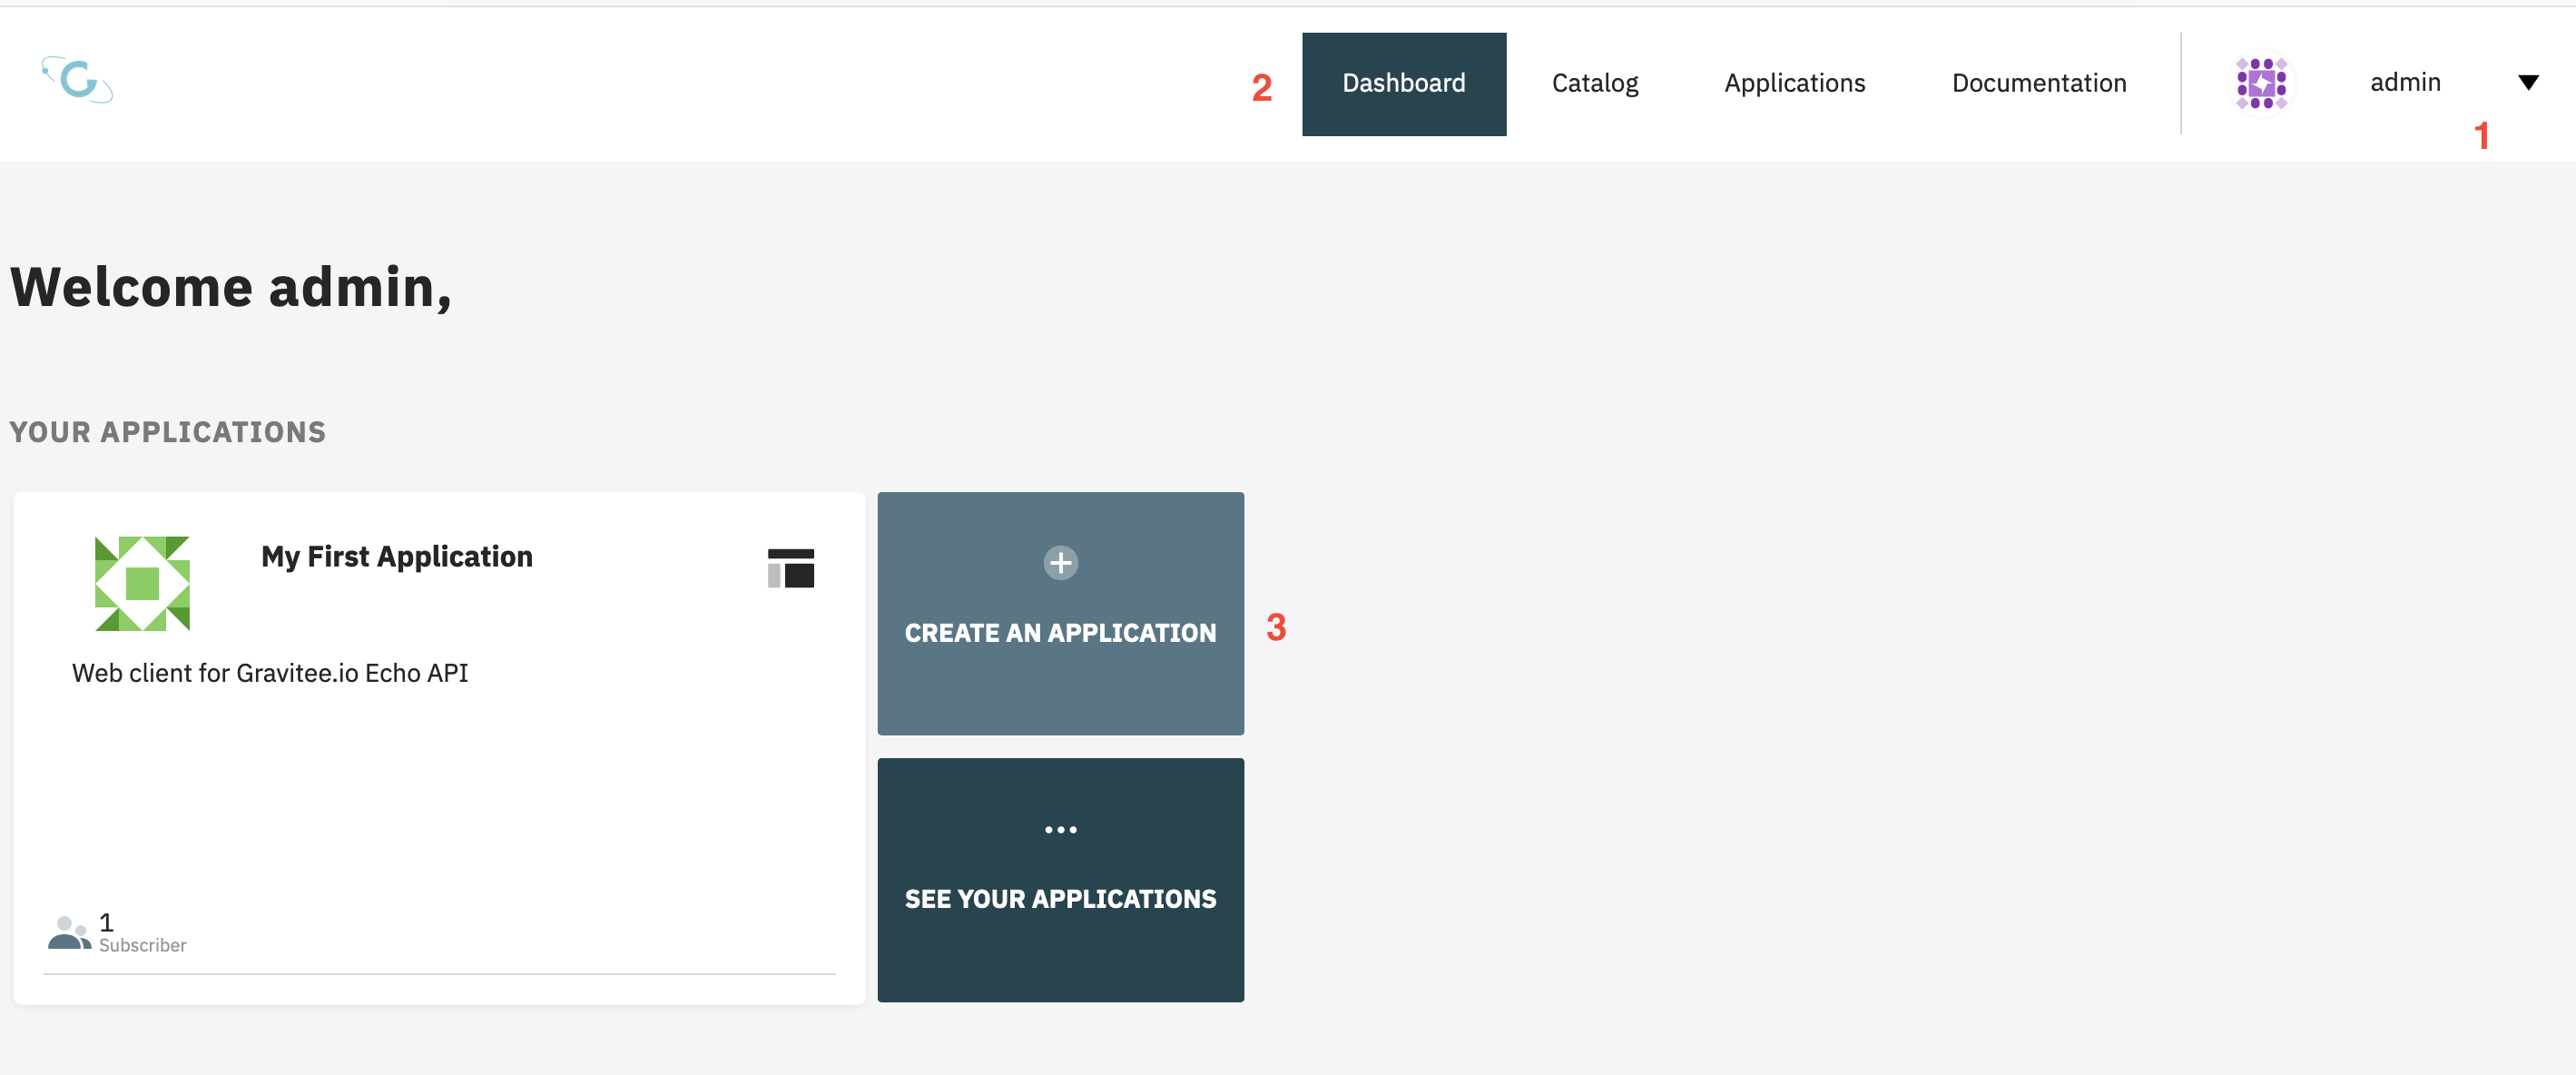 2 Dashboard Catalog Applications Documentation admin
1
Welcome admin,
YOUR APPLICATIONS
My First Application
Web client for Gravitee.io Echo API
1
Subscriber
CREATE AN APPLICATION
3
...
SEE YOUR APPLICATIONS